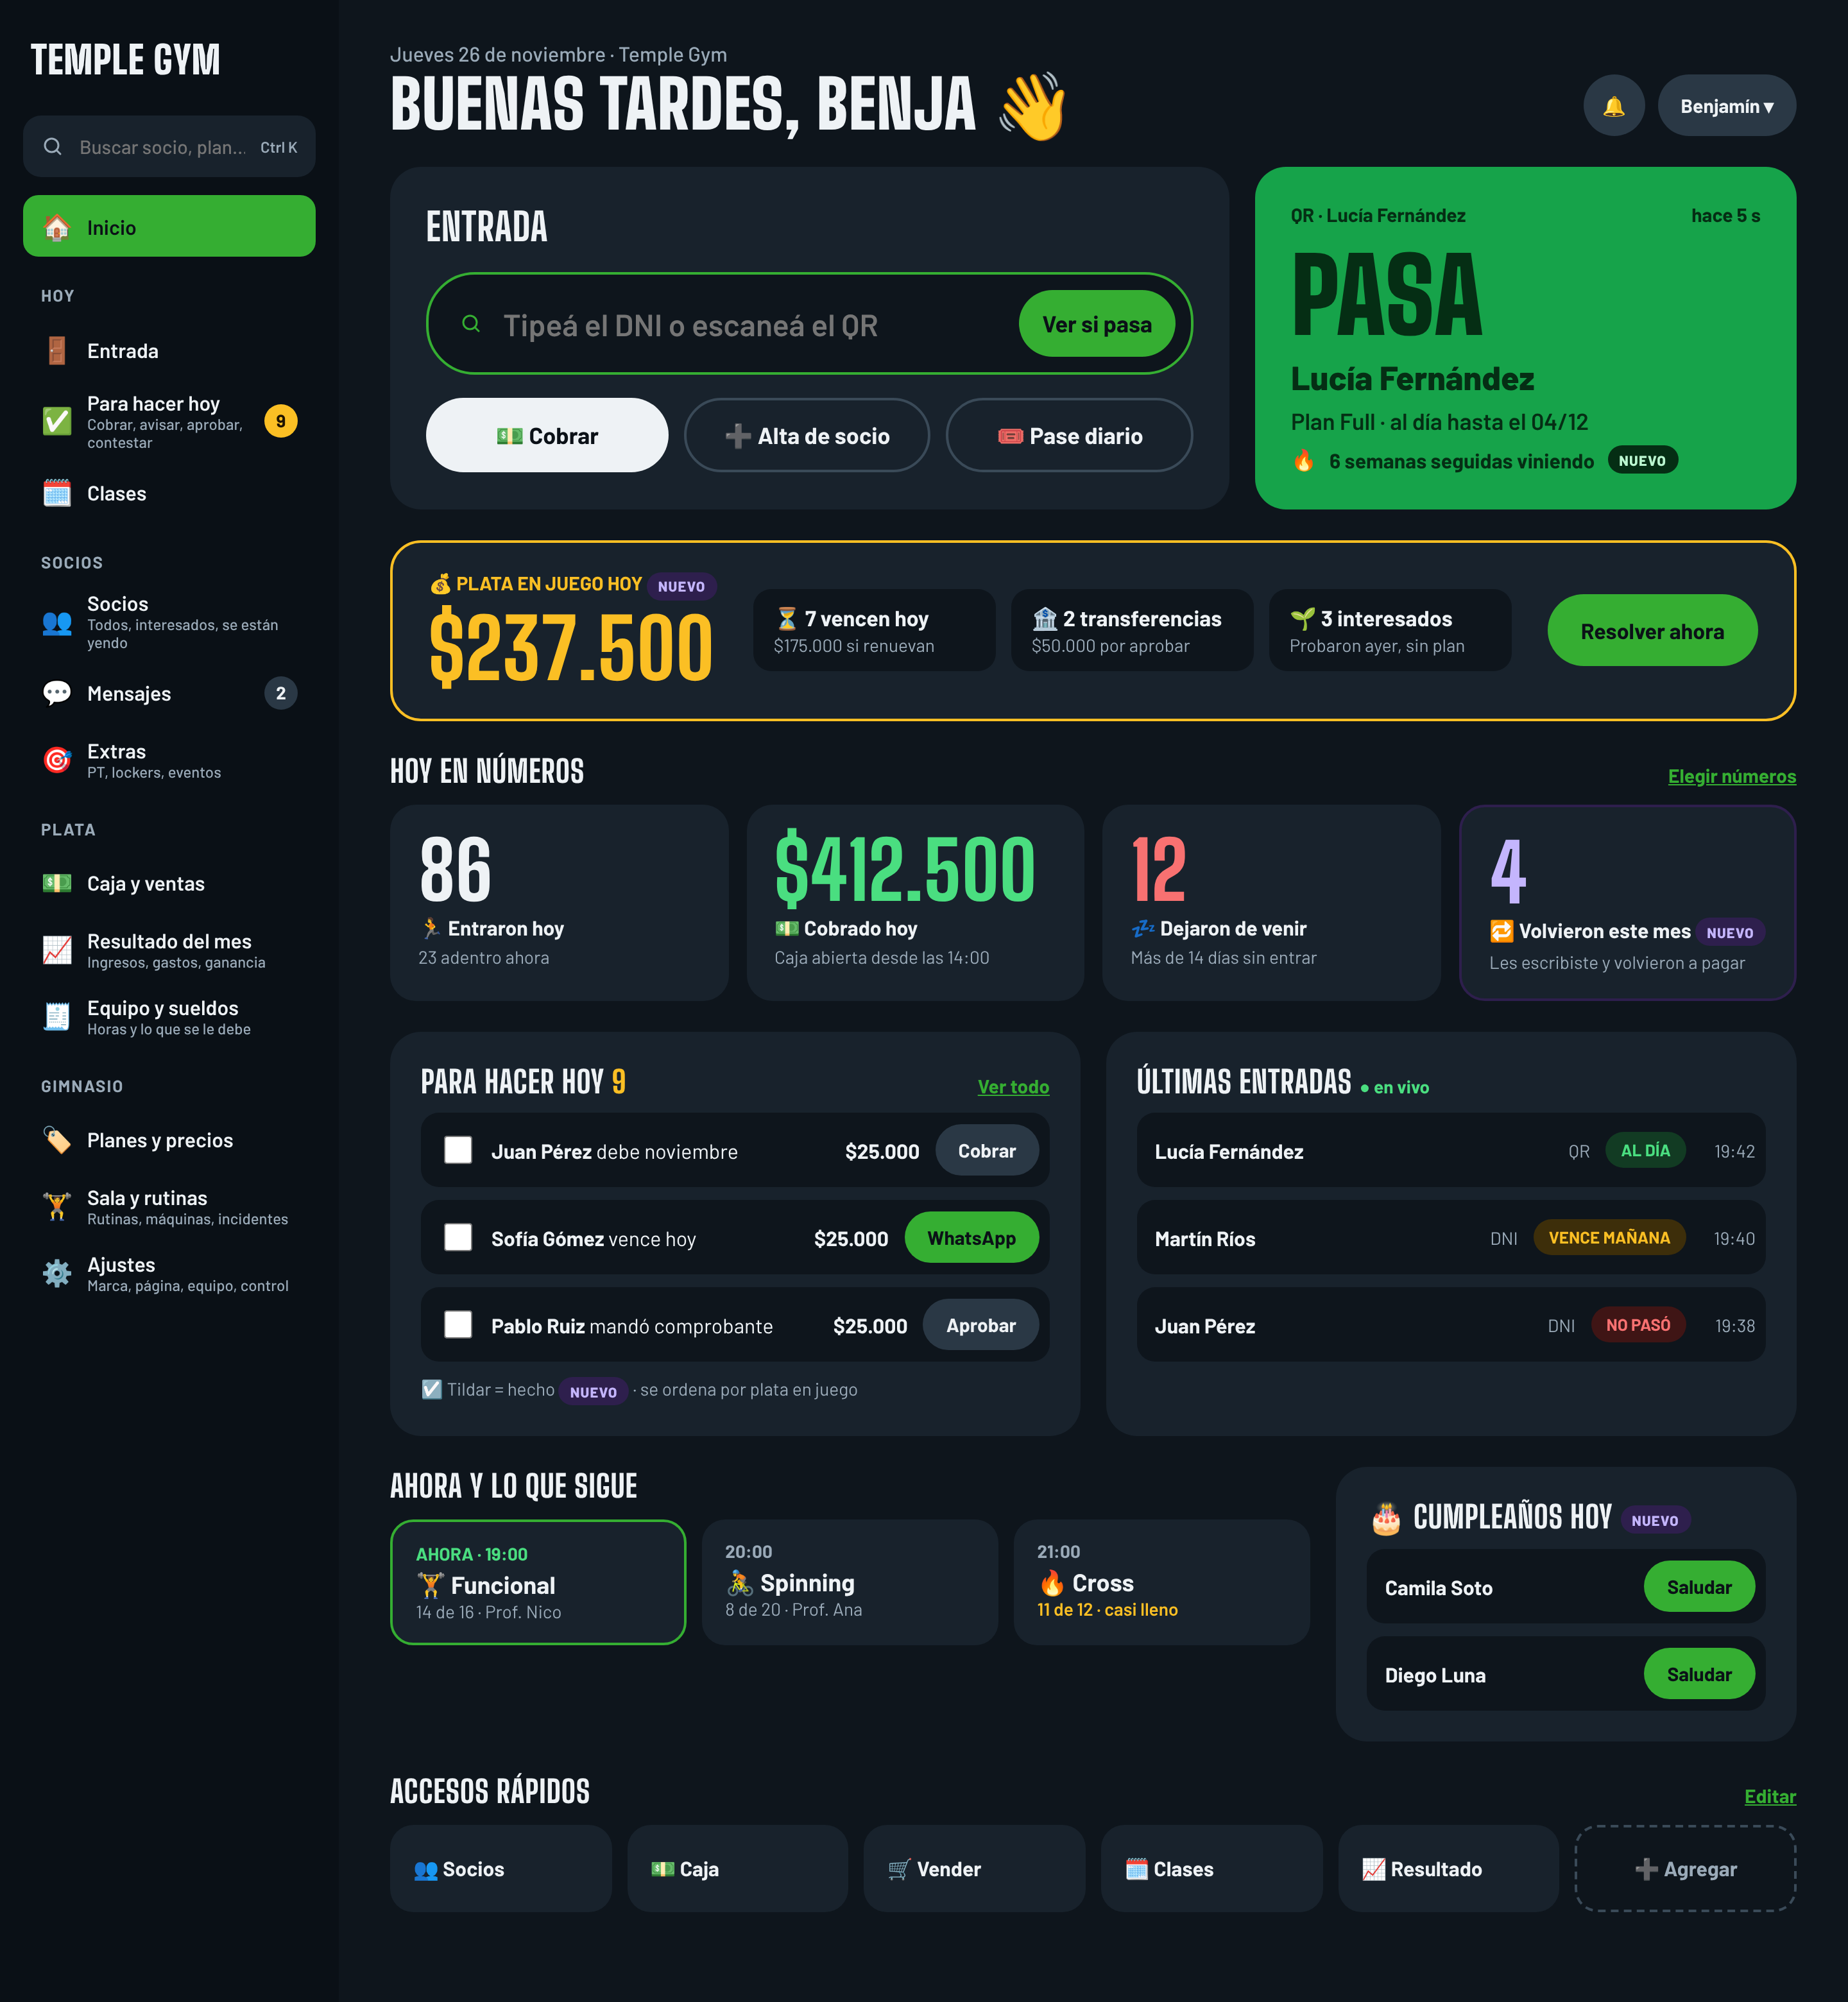 TEMPLE GYM
Buscar socio, plan... Ctrl K
Inicio
HOY
Entrada
Para hacer hoy
Cobrar, avisar, aprobar,
contestar
9
Clases
SOCIOS
Socios
Todos, interesados, se están
yendo
Mensajes 2
Extras
PT, lockers, eventos
PLATA
Caja y ventas
Resultado del mes
Ingresos, gastos, ganancia
Equipo y sueldos
Horas y lo que se le debe
GIMNASIO
Planes y precios
Sala y rutinas
Rutinas, máquinas, incidentes
Ajustes
Marca, página, equipo, control
Jueves 26 de noviembre · Temple Gym
BUENAS TARDES, BENJA 👋
🔔 Benjamín ▾
ENTRADA
Tipeá el DNI o escaneá el QR Ver si pasa
💵 Cobrar ➕ Alta de socio 🎟️ Pase diario
QR · Lucía Fernández hace 5 s
PASA
Lucía Fernández
Plan Full · al día hasta el 04/12
🔥 6 semanas seguidas viniendo NUEVO
💰 PLATA EN JUEGO HOY NUEVO
$237.500
⏳ 7 vencen hoy
$175.000 si renuevan
🏦 2 transferencias
$50.000 por aprobar
🌱 3 interesados
Probaron ayer, sin plan
Resolver ahora
HOY EN NÚMEROS Elegir números
86
🏃 Entraron hoy
23 adentro ahora
$412.500
💵 Cobrado hoy
Caja abierta desde las 14:00
12
💤 Dejaron de venir
Más de 14 días sin entrar
4
🔁 Volvieron este mes NUEVO
Les escribiste y volvieron a pagar
PARA HACER HOY 9 Ver todo
Juan Pérez debe noviembre $25.000 Cobrar
Sofía Gómez vence hoy $25.000 WhatsApp
Pablo Ruiz mandó comprobante $25.000 Aprobar
☑️ Tildar = hecho NUEVO · se ordena por plata en juego
ÚLTIMAS ENTRADAS ● en vivo
Lucía Fernández QR AL DÍA 19:42
Martín Ríos DNI VENCE MAÑANA 19:40
Juan Pérez DNI NO PASÓ 19:38
AHORA Y LO QUE SIGUE
AHORA · 19:00
🏋️ Funcional
14 de 16 · Prof. Nico
20:00
🚴 Spinning
8 de 20 · Prof. Ana
21:00
🔥 Cross
11 de 12 · casi lleno
🎂 CUMPLEAÑOS HOY NUEVO
Camila Soto Saludar
Diego Luna Saludar
ACCESOS RÁPIDOS Editar
👥 Socios 💵 Caja 🛒 Vender 🗓️ Clases 📈 Resultado ➕ Agregar